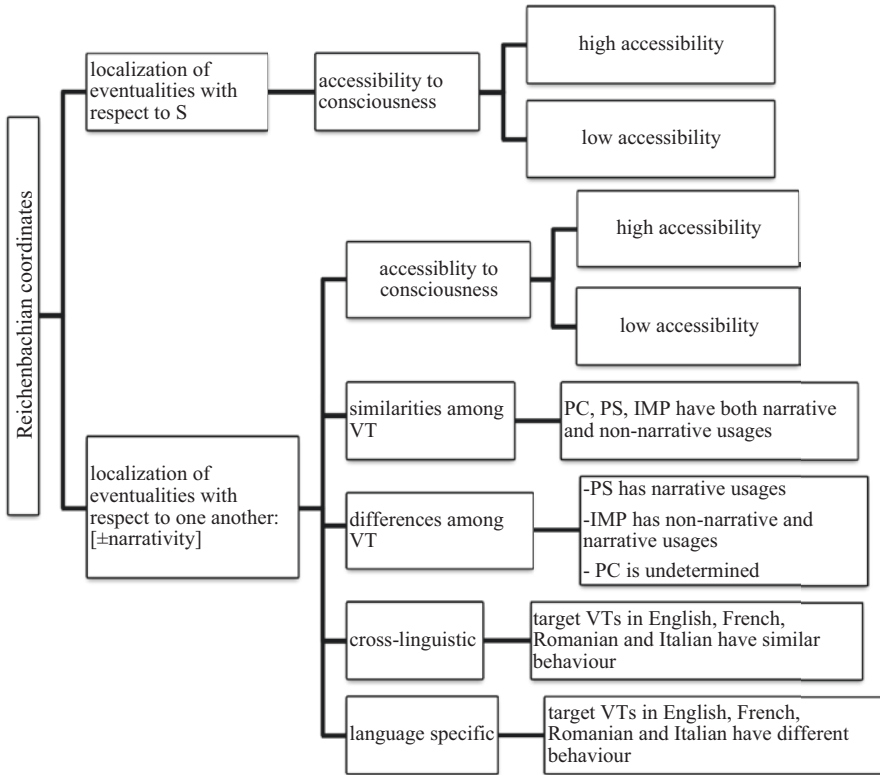 Reichenbachian coordinates
localization of
eventualities with
respect to S
accessibility to
consciousness
high accessibility
low accessibility
localization of
eventualities with
respect to one another:
[±narrativity]
accessiblity to
consciousness
high accessibility
low accessibility
similarities among
VT
PC, PS, IMP have both narrative
and non-narrative usages
differences among
VT
-PS has narrative usages
-IMP has non-narrative and
narrative usages
- PC is undetermined
cross-linguistic
target VTs in English, French,
Romanian and Italian have similar
behaviour
language specific
target VTs in English, French,
Romanian and Italian have different
behaviour